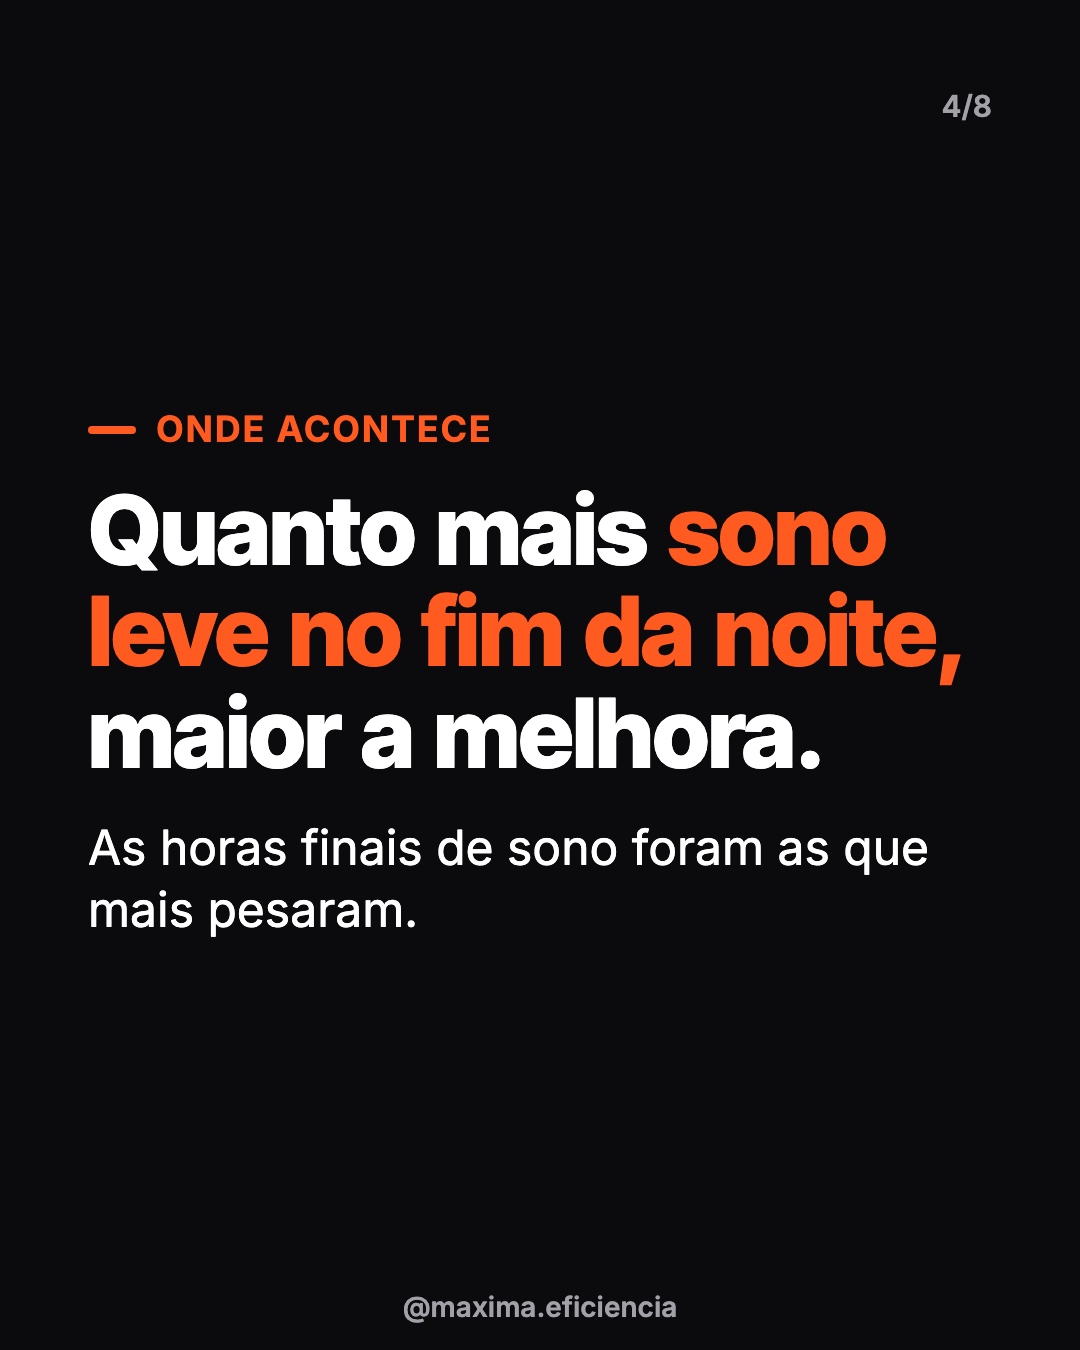 4/8
ONDE ACONTECE
Quanto mais sono
leve no fim da noite,
maior a melhora.
As horas finais de sono foram as que
mais pesaram.
@maxima.eficiencia